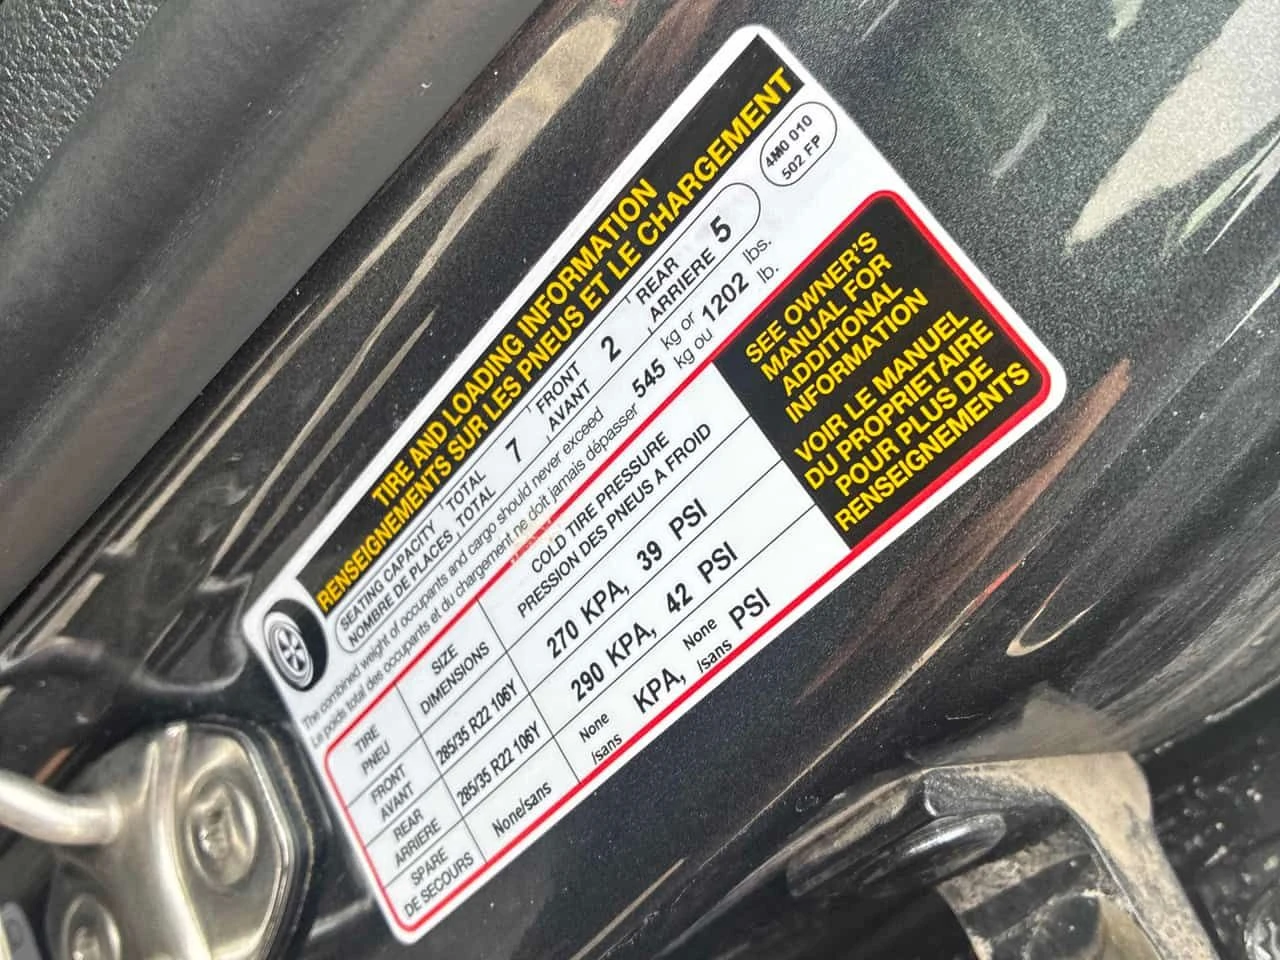 TIRE AND LOADING INFORMATION
RENSEIGNEMENTS SUR LES PNEUS ET LE CHARGEMENT
4M0 010
502 FP
SEATING CAPACITY TOTAL 7 FRONT 2 REAR 5
NOMBRE DE PLACES TOTAL AVANT ARRIERE
The combined weight of occupants and cargo should never exceed 545 kg or 1202 lbs.
Le poids total des occupants et du chargement ne doit jamais dépasser kg ou lb.
TIRE SIZE COLD TIRE PRESSURE
PNEU DIMENSIONS PRESSION DES PNEUS A FROID
FRONT
AVANT 285/35 R22 106Y 270 KPA, 39 PSI
REAR
ARRIERE 285/35 R22 106Y 290 KPA, 42 PSI
SPARE
DE SECOURS None/sans None
/sans KPA, None
/sans PSI
SEE OWNER'S
MANUAL FOR
ADDITIONAL
INFORMATION
VOIR LE MANUEL
DU PROPRIETAIRE
POUR PLUS DE
RENSEIGNEMENTS